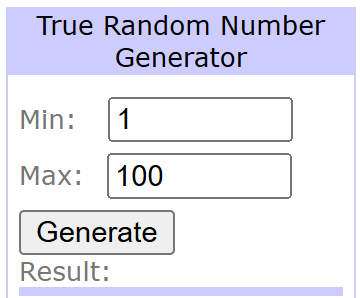 True Random Number
Generator
Min: 1
Max: 100
Generate
Result: